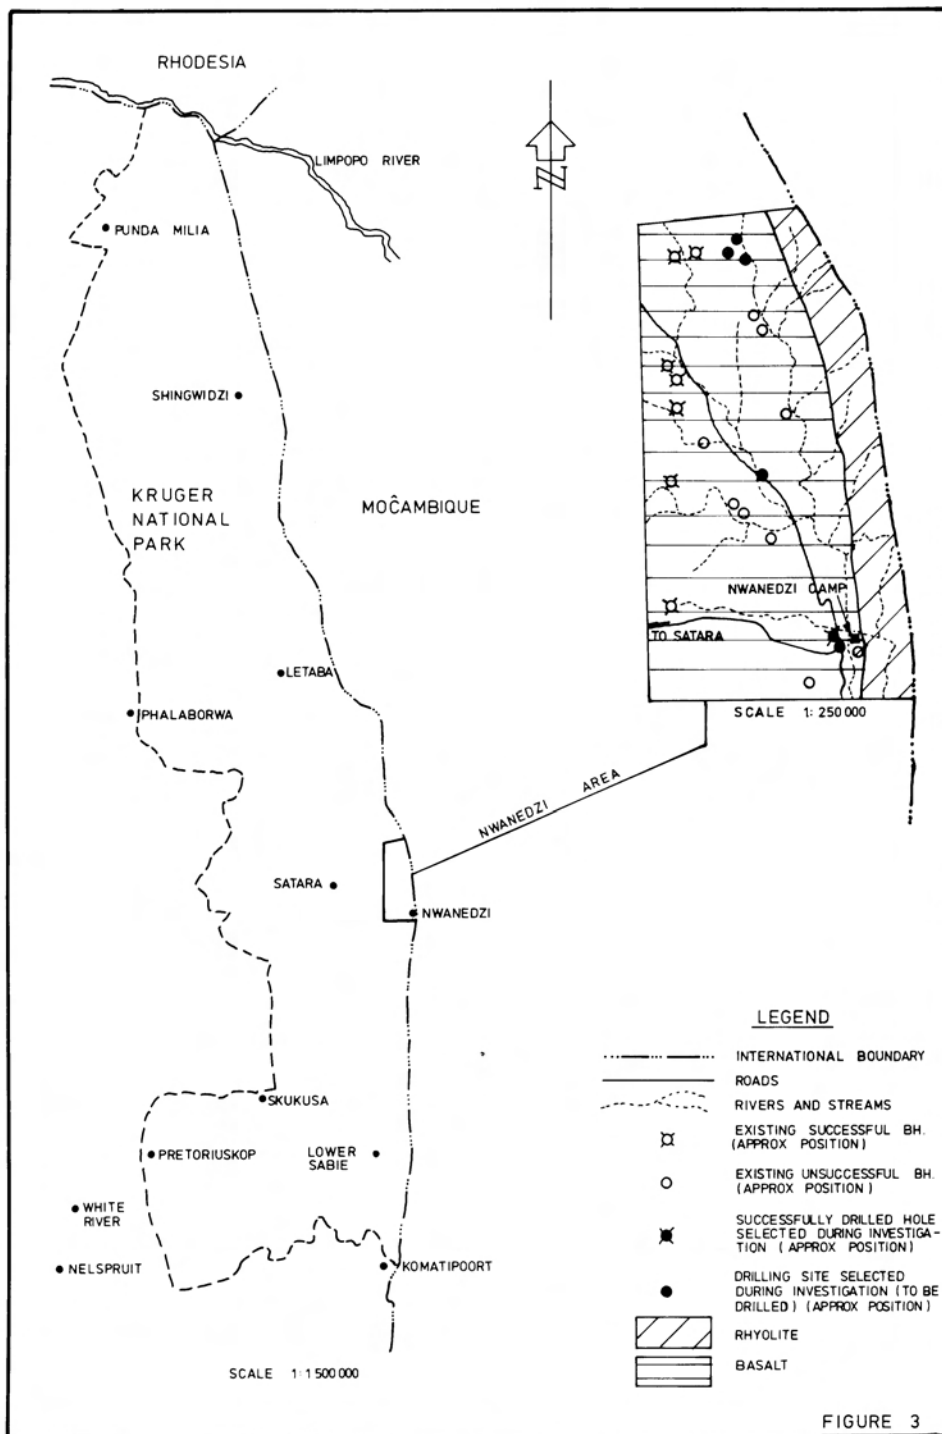 RHODESIA
LIMPOPO RIVER
N
PUNDA MILIA
SHINGWIDZI
KRUGER
NATIONAL
PARK
MOĈAMBIQUE
LETABA
PHALABORWA
NWANEDZI AREA
SATARA
NWANEDZI
SKUKUSA
PRETORIUSKOP
LOWER
SABIE
WHITE
RIVER
NELSPRUIT
KOMATIPOORT
SCALE 1:1 500 000
NWANEDZI CAMP
TO SATARA
SCALE 1: 250 000
LEGEND
INTERNATIONAL BOUNDARY
ROADS
RIVERS AND STREAMS
EXISTING SUCCESSFUL BH.
(APPROX POSITION)
EXISTING UNSUCCESSFUL BH.
(APPROX POSITION)
SUCCESSFULLY DRILLED HOLE
SELECTED DURING INVESTIGA-
TION (APPROX POSITION)
DRILLING SITE SELECTED
DURING INVESTIGATION (TO BE
DRILLED) (APPROX POSITION)
RHYOLITE
BASALT
FIGURE 3